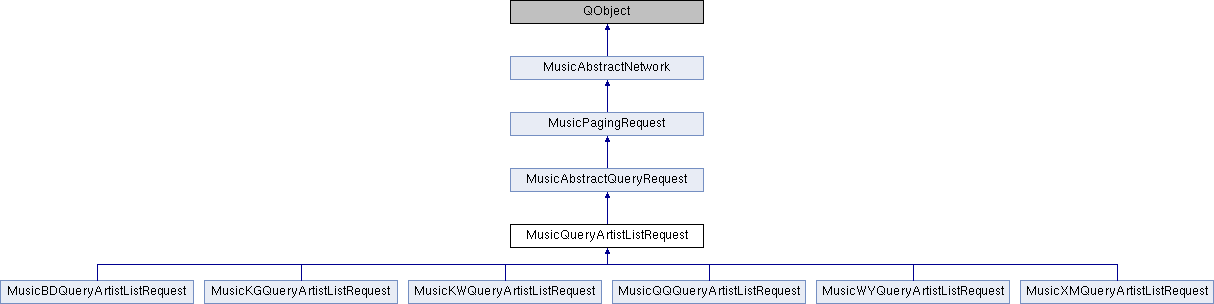 QObject
MusicAbstractNetwork
MusicPagingRequest
MusicAbstractQueryRequest
MusicQueryArtistListRequest
MusicBDQueryArtistListRequest
MusicKGQueryArtistListRequest
MusicKWQueryArtistListRequest
MusicQQQueryArtistListRequest
MusicWYQueryArtistListRequest
MusicXMQueryArtistListRequest